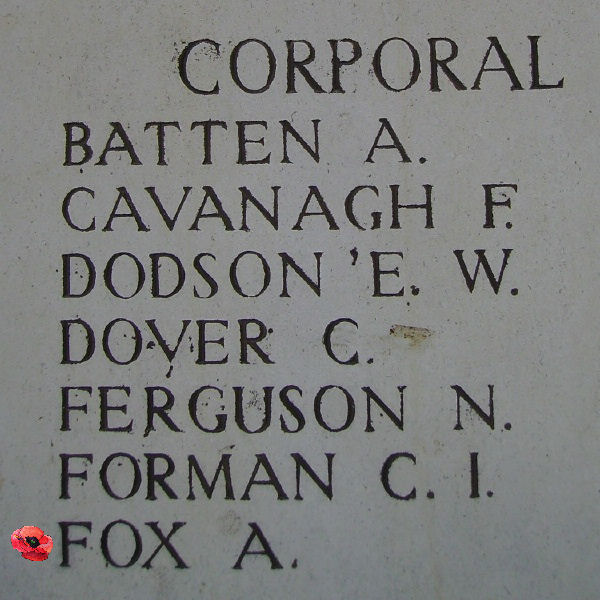 CORPORAL
BATTEN A.
CAVANAGH F.
DODSON E. W.
DOVER C.
FERGUSON N.
FORMAN C. I.
FOX A.